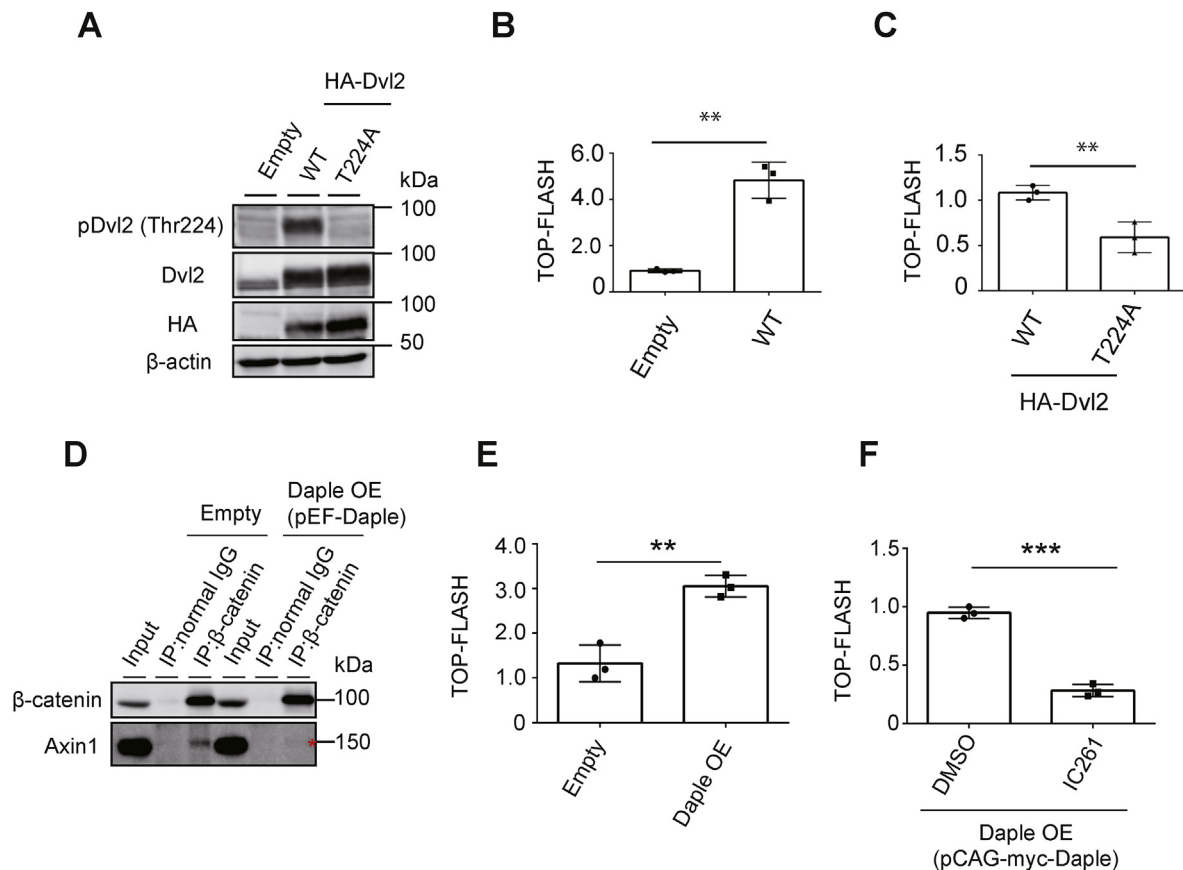 A
HA-Dvl2
Empty
WT
T224A
kDa
pDvl2 (Thr224)
100
Dvl2
100
HA
100
50
β-actin
B
**
TOP-FLASH
6.0
4.0
2.0
0
Empty
WT
C
**
TOP-FLASH
1.5
1.0
0.5
0
WT
T224A
HA-Dvl2
D
Empty
Daple OE
(pEF-Daple)
Input
IP:normal IgG
IP:β-catenin
Input
IP:normal IgG
IP:β-catenin
kDa
β-catenin
100
Axin1
*
150
E
**
TOP-FLASH
4.0
3.0
2.0
1.0
0
Empty
Daple OE
F
***
TOP-FLASH
1.5
1.0
0.5
0
DMSO
IC261
Daple OE
(pCAG-myc-Daple)